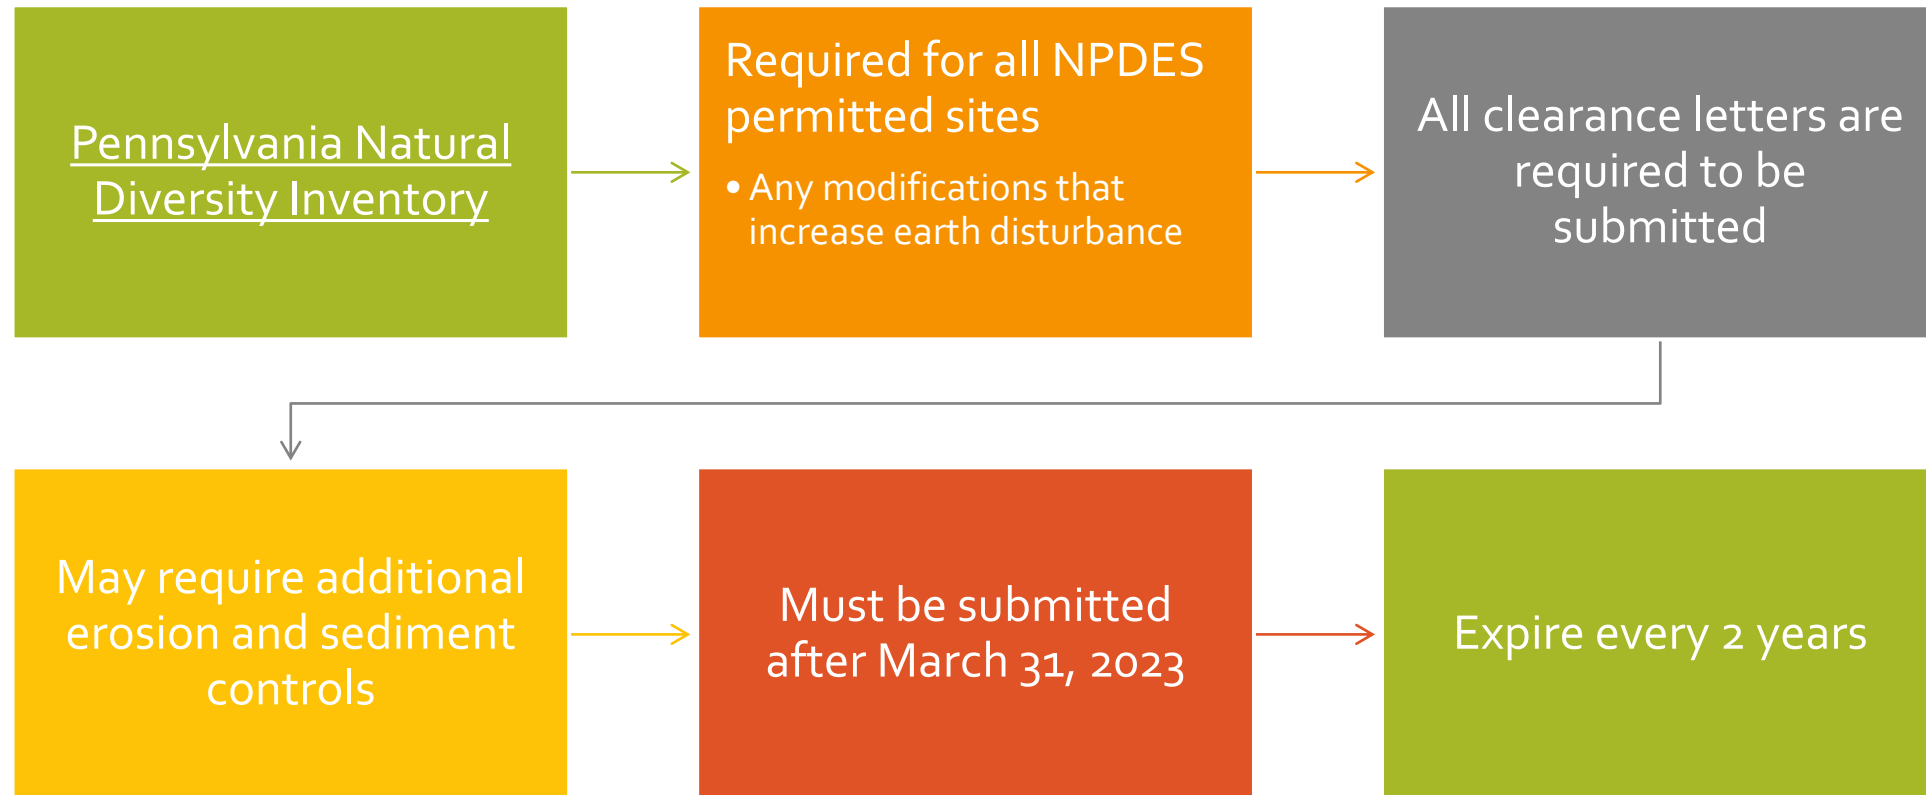 Pennsylvania Natural
Diversity Inventory
Required for all NPDES
permitted sites
• Any modifications that
increase earth disturbance
All clearance letters are
required to be
submitted
May require additional
erosion and sediment
controls
Must be submitted
after March 31, 2023
Expire every 2 years